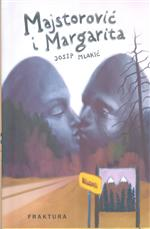 Majstorović
i Margarita
JOSIP MLAKIĆ
FRAKTURA